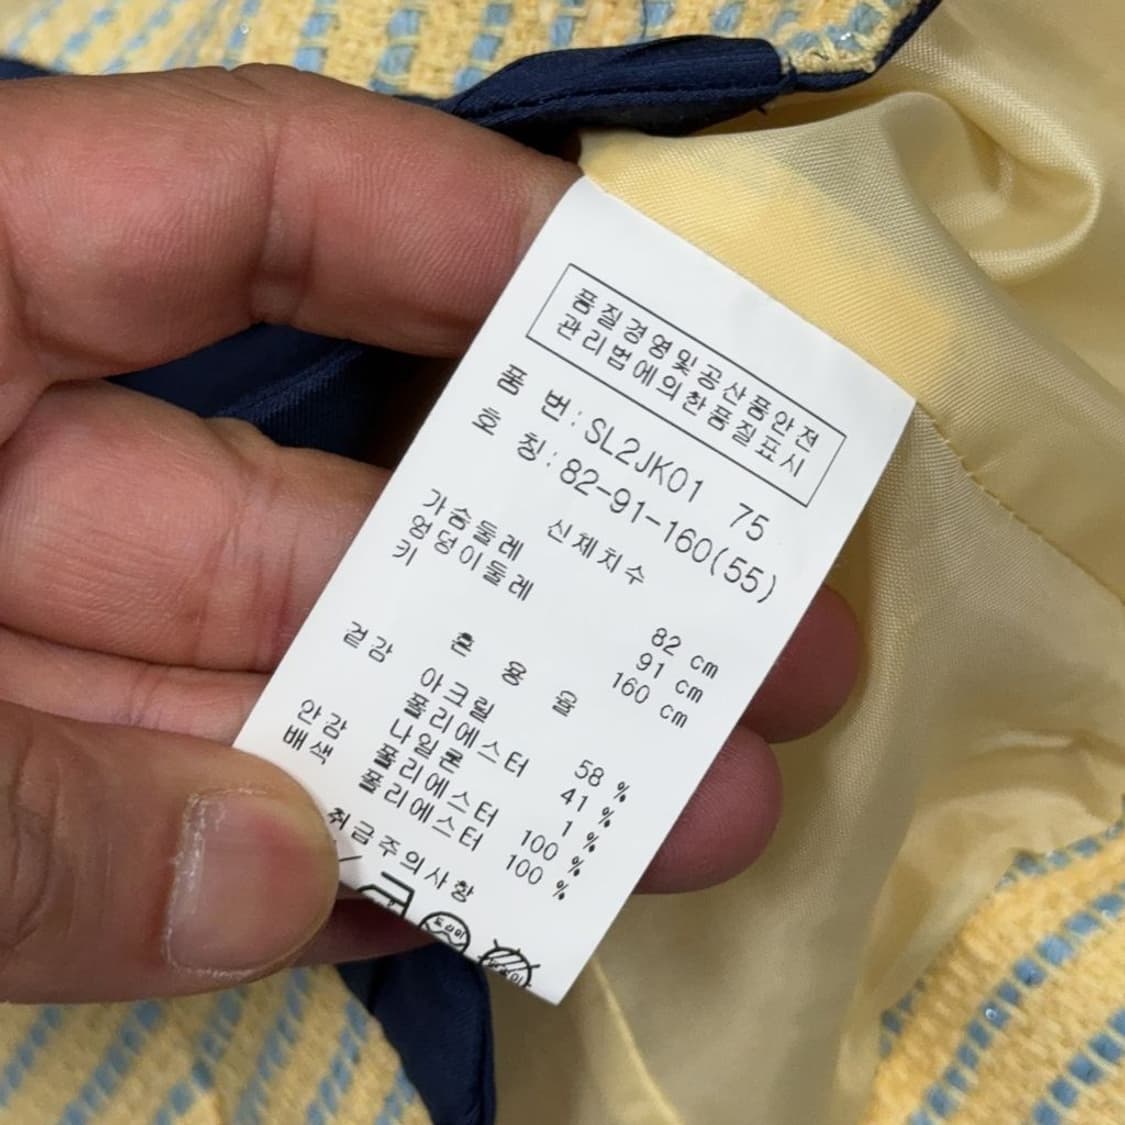 품질경영및공산품안전
관리법에의한품질표시
품 번:SL2JK01 75
호 칭:82-91-160(55)
신체치수
가슴둘레 82 cm
엉덩이둘레 91 cm
키 160 cm
혼 용 율
겉감 아크릴 58 %
폴리에스터 41 %
나일론 1 %
안감 폴리에스터 100 %
배색 폴리에스터 100 %
취급주의사항
드라이